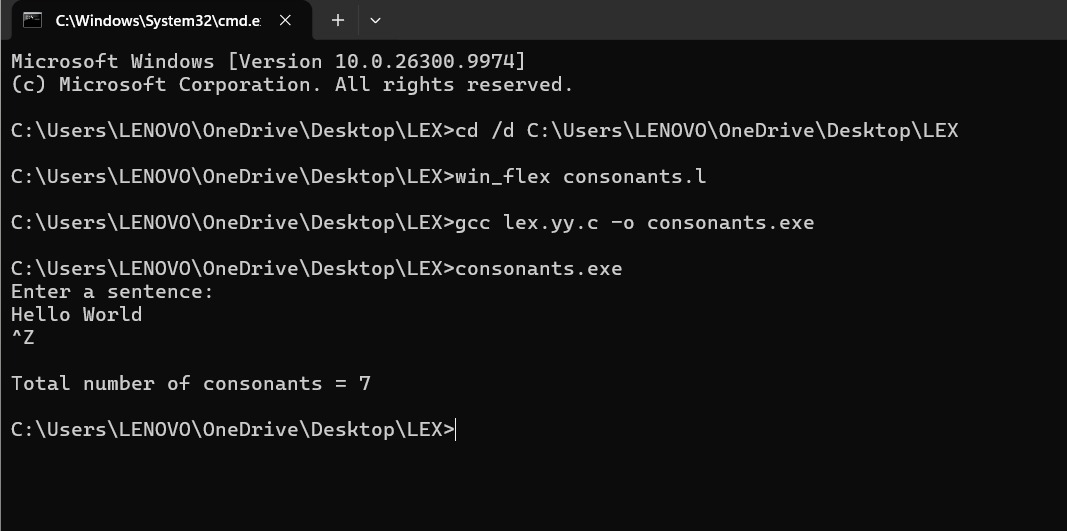 C:\Windows\System32\cmd.e
Microsoft Windows [Version 10.0.26300.9974]
(c) Microsoft Corporation. All rights reserved.
C:\Users\LENOVO\OneDrive\Desktop\LEX>cd /d C:\Users\LENOVO\OneDrive\Desktop\LEX
C:\Users\LENOVO\OneDrive\Desktop\LEX>win_flex consonants.l
C:\Users\LENOVO\OneDrive\Desktop\LEX>gcc lex.yy.c -o consonants.exe
C:\Users\LENOVO\OneDrive\Desktop\LEX>consonants.exe
Enter a sentence:
Hello World
^Z
Total number of consonants = 7
C:\Users\LENOVO\OneDrive\Desktop\LEX>